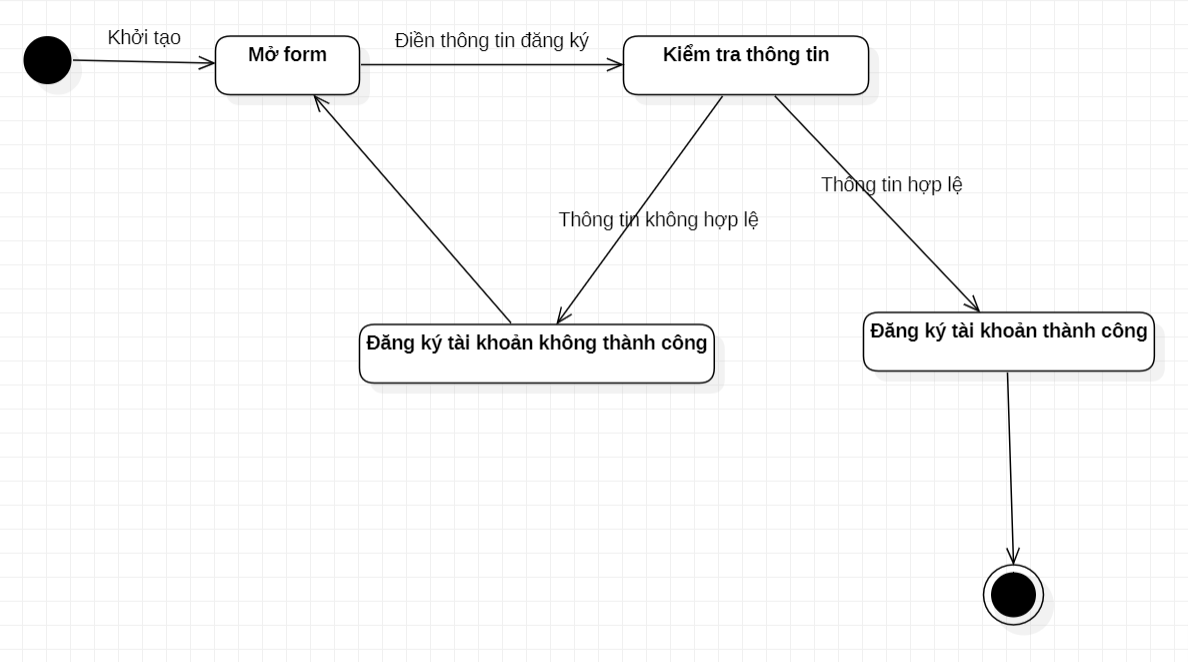 Khởi tạo
Mở form
Điền thông tin đăng ký
Kiểm tra thông tin
Thông tin hợp lệ
Thông tin không hợp lệ
Đăng ký tài khoản không thành công
Đăng ký tài khoản thành công